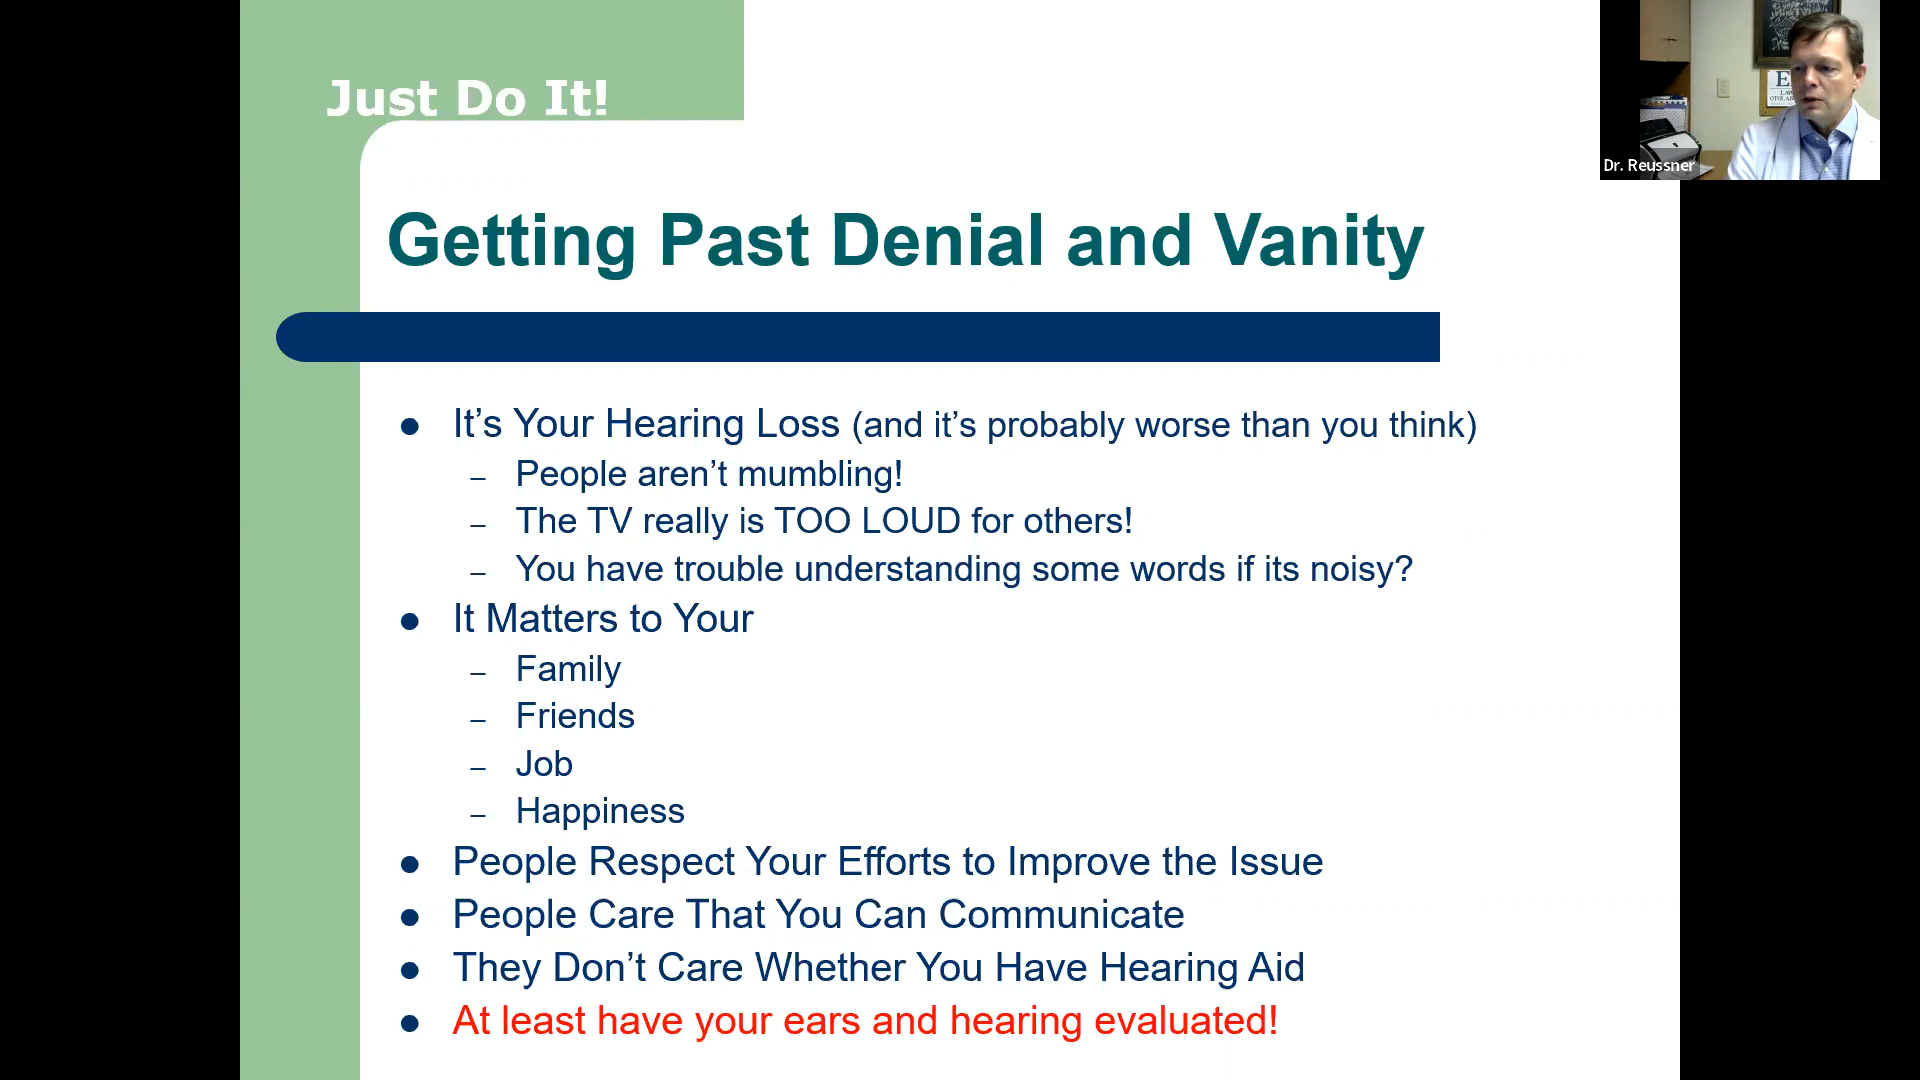 Just Do It!
Getting Past Denial and Vanity
It’s Your Hearing Loss (and it’s probably worse than you think)
– People aren’t mumbling!
– The TV really is TOO LOUD for others!
– You have trouble understanding some words if its noisy?
It Matters to Your
– Family
– Friends
– Job
– Happiness
People Respect Your Efforts to Improve the Issue
People Care That You Can Communicate
They Don’t Care Whether You Have Hearing Aid
At least have your ears and hearing evaluated!
Dr. Reussner